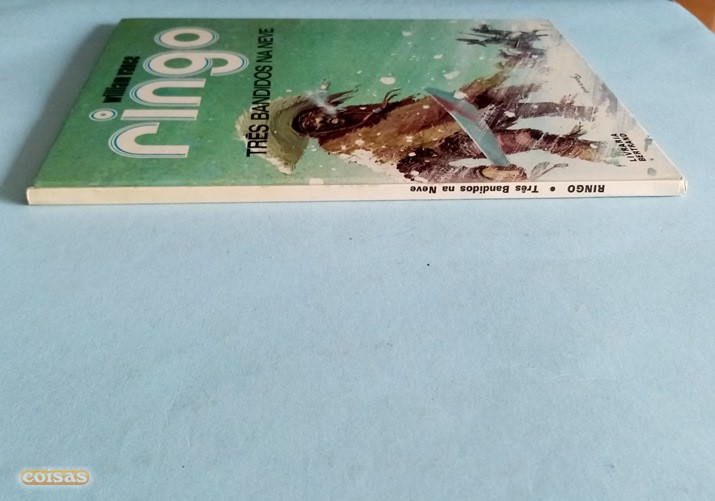 william vance
ringo
TRÊS BANDIDOS NA NEVE
LIVRARIA
BERTRAND
RINGO • Três Bandidos na Neve
coisas